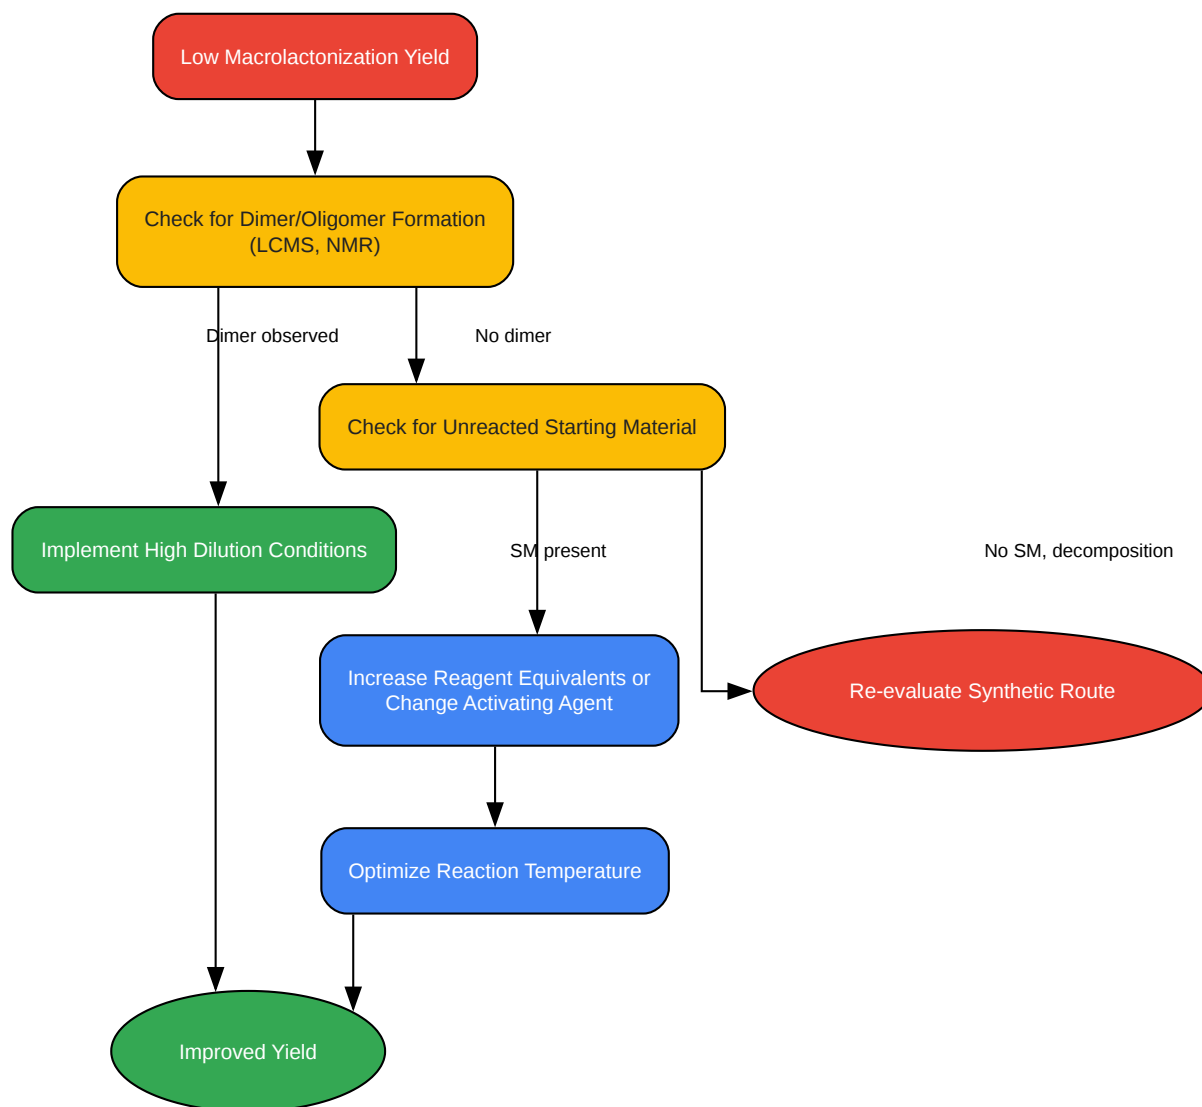 Low Macrolactonization Yield
Check for Dimer/Oligomer Formation
(LCMS, NMR)
Dimer observed
No dimer
Check for Unreacted Starting Material
Implement High Dilution Conditions
SM present
No SM, decomposition
Increase Reagent Equivalents or
Change Activating Agent
Re-evaluate Synthetic Route
Optimize Reaction Temperature
Improved Yield